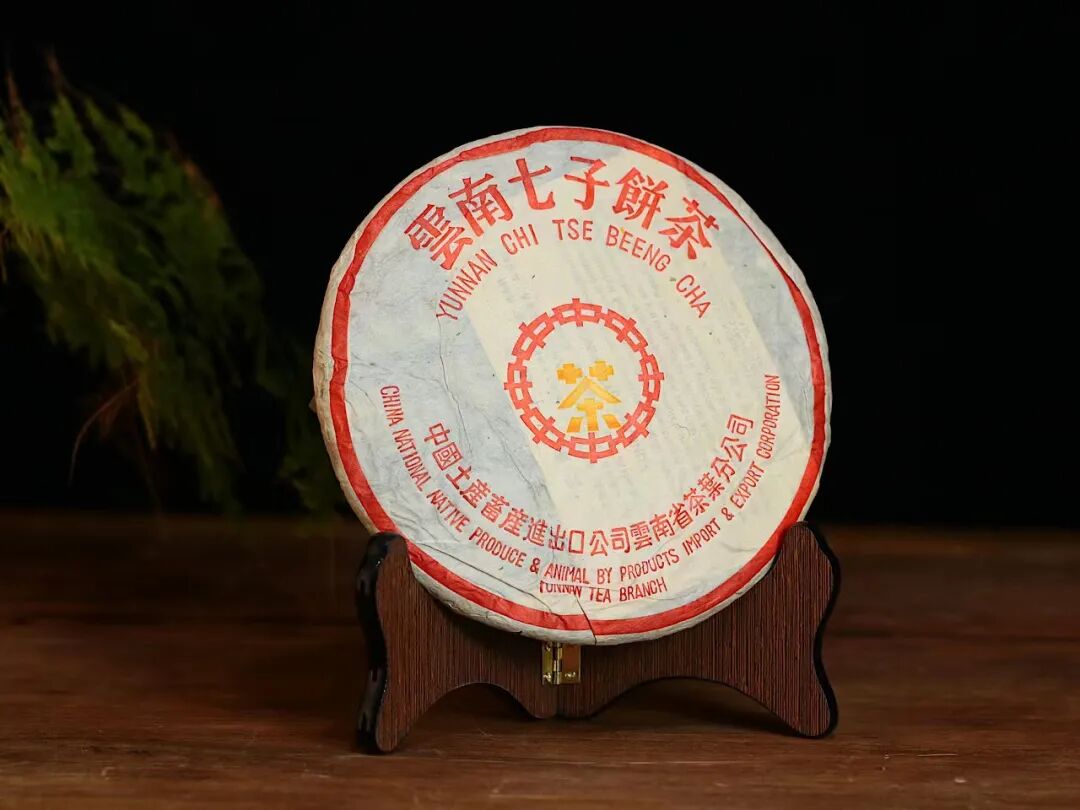 雲南七子餅茶
YUNNAN CHI TSE BEENG CHA
茶
中國土產畜產進出口公司雲南省茶葉分公司
CHINA NATIONAL NATIVE PRODUCE & ANIMAL BY PRODUCTS IMPORT & EXPORT CORPORATION
YUNNAN TEA BRANCH